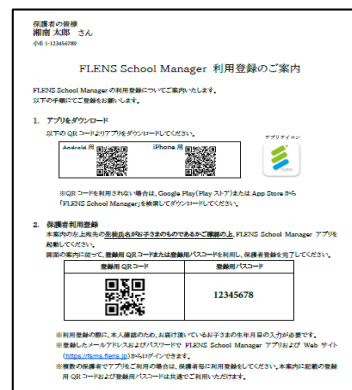 保護者の皆様
湘南 太郎 さん
小6 1-123456789
FLENS School Manager 利用登録のご案内
FLENS School Manager の利用登録についてご案内いたします。
以下の手順にてご登録をお願いします。
1. アプリをダウンロード
以下の QR コードよりアプリをダウンロードしてください。
アプリアイコン
Android 用
iPhone 用
※QR コードを利用されない場合は、Google Play(Play ストア)または App Store から
「FLENS School Manager」を検索してダウンロードしてください。
2. 保護者利用登録
本案内の左上宛先の生徒氏名がお子さまのものであるかご確認の上、FLENS School Manager アプリを
起動してください。
画面の案内に従って、登録用 QR コードまたは登録用パスコードを利用し、保護者登録を完了してください。
登録用 QR コード
登録用パスコード
12345678
※利用登録の際に、本人確認のため、お届け頂いているお子さまの生年月日の入力が必要です。
※登録したメールアドレスおよびパスワードで FLENS School Manager アプリおよび Web サイト
(https://fsms.flens.jp)からログインできます。
※複数の保護者でアプリをご利用の場合は、保護者毎に利用登録をしてください。本案内に記載の登録
用 QR コードおよび登録用パスコードは共通でご利用いただけます。